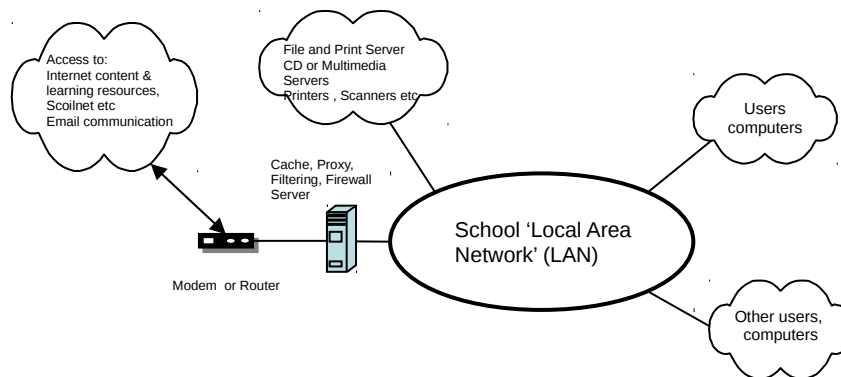 Access to:
Internet content &
learning resources,
Scoilnet etc
Email communication
File and Print Server
CD or Multimedia
Servers
Printers , Scanners etc
Cache, Proxy,
Filtering, Firewall
Server
Modem or Router
School ‘Local Area
Network’ (LAN)
Users
computers
Other users,
computers